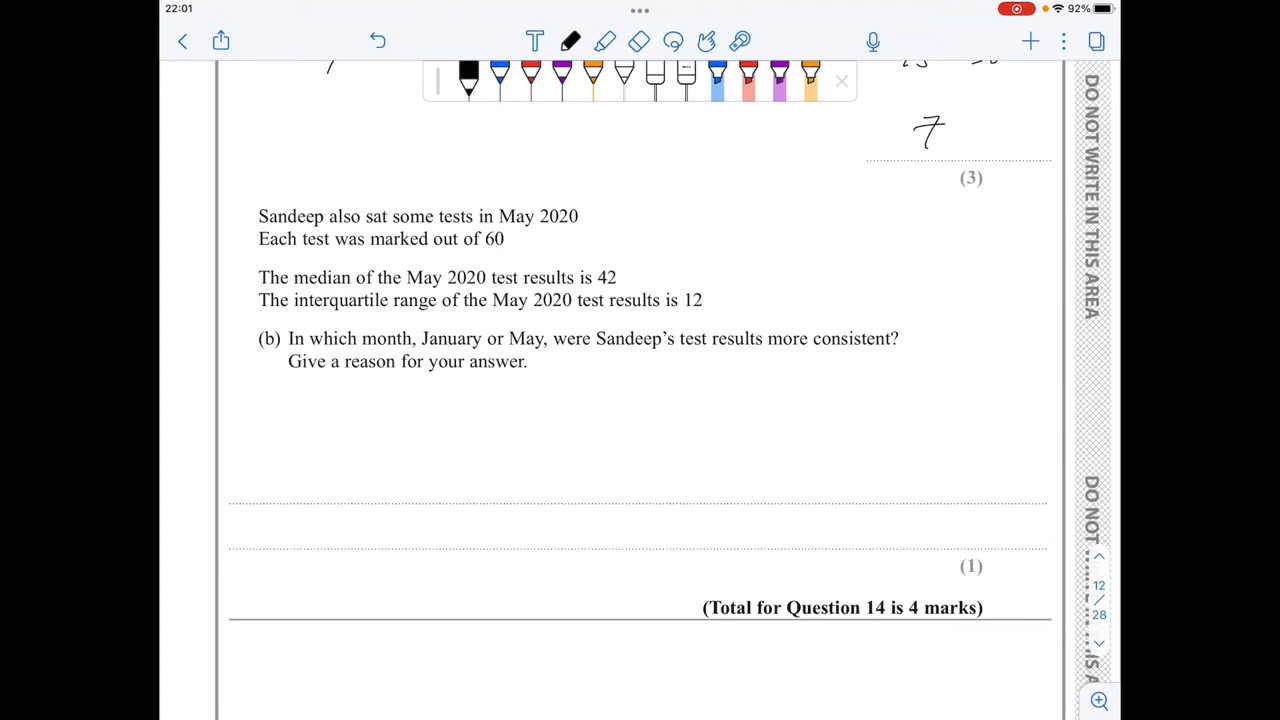 22:01
92%
7
(3)
DO NOT WRITE IN THIS AREA
Sandeep also sat some tests in May 2020
Each test was marked out of 60
The median of the May 2020 test results is 42
The interquartile range of the May 2020 test results is 12
(b) In which month, January or May, were Sandeep's test results more consistent?
Give a reason for your answer.
(1)
(Total for Question 14 is 4 marks)
DO NOT
12
/
28
IS A